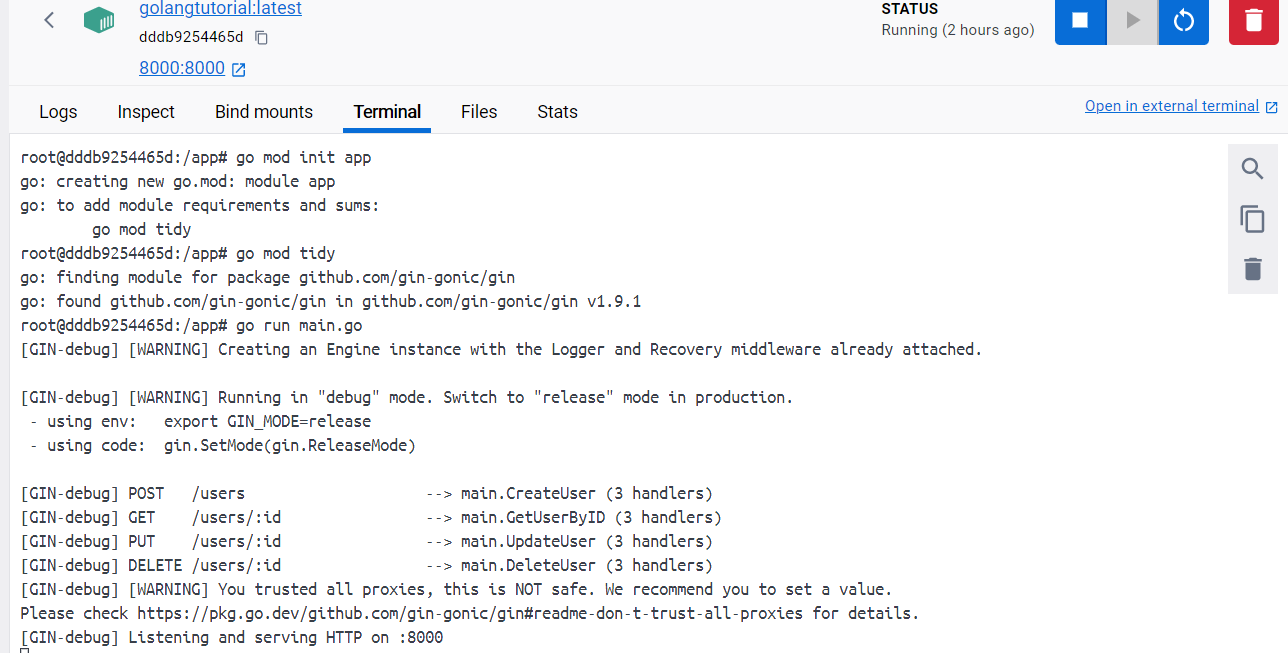 golangtutorial:latest
dddb9254465d
8000:8000
STATUS
Running (2 hours ago)
Logs Inspect Bind mounts Terminal Files Stats
Open in external terminal
root@dddb9254465d:/app# go mod init app
go: creating new go.mod: module app
go: to add module requirements and sums:
        go mod tidy
root@dddb9254465d:/app# go mod tidy
go: finding module for package github.com/gin-gonic/gin
go: found github.com/gin-gonic/gin in github.com/gin-gonic/gin v1.9.1
root@dddb9254465d:/app# go run main.go
[GIN-debug] [WARNING] Creating an Engine instance with the Logger and Recovery middleware already attached.
[GIN-debug] [WARNING] Running in "debug" mode. Switch to "release" mode in production.
 - using env:   export GIN_MODE=release
 - using code:  gin.SetMode(gin.ReleaseMode)
[GIN-debug] POST   /users                    --> main.CreateUser (3 handlers)
[GIN-debug] GET    /users/:id                --> main.GetUserByID (3 handlers)
[GIN-debug] PUT    /users/:id                --> main.UpdateUser (3 handlers)
[GIN-debug] DELETE /users/:id                --> main.DeleteUser (3 handlers)
[GIN-debug] [WARNING] You trusted all proxies, this is NOT safe. We recommend you to set a value.
Please check https://pkg.go.dev/github.com/gin-gonic/gin#readme-don-t-trust-all-proxies for details.
[GIN-debug] Listening and serving HTTP on :8000